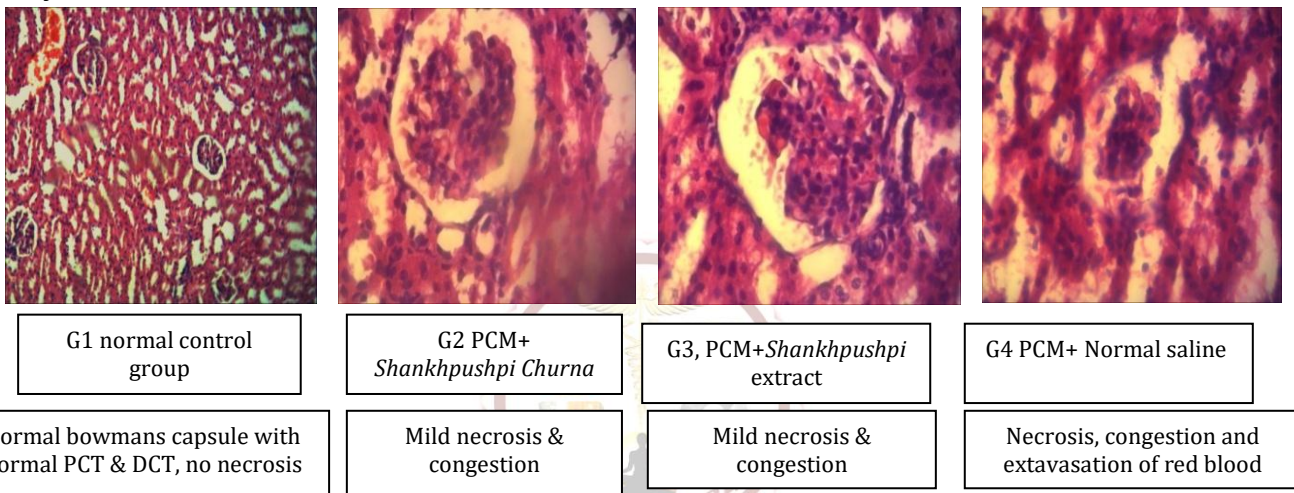 G1 normal control
group
G2 PCM+
Shankhpushpi Churna
G3, PCM+Shankhpushpi
extract
G4 PCM+ Normal saline
ormal bowmans capsule with
ormal PCT & DCT, no necrosis
Mild necrosis &
congestion
Mild necrosis &
congestion
Necrosis, congestion and
extavasation of red blood